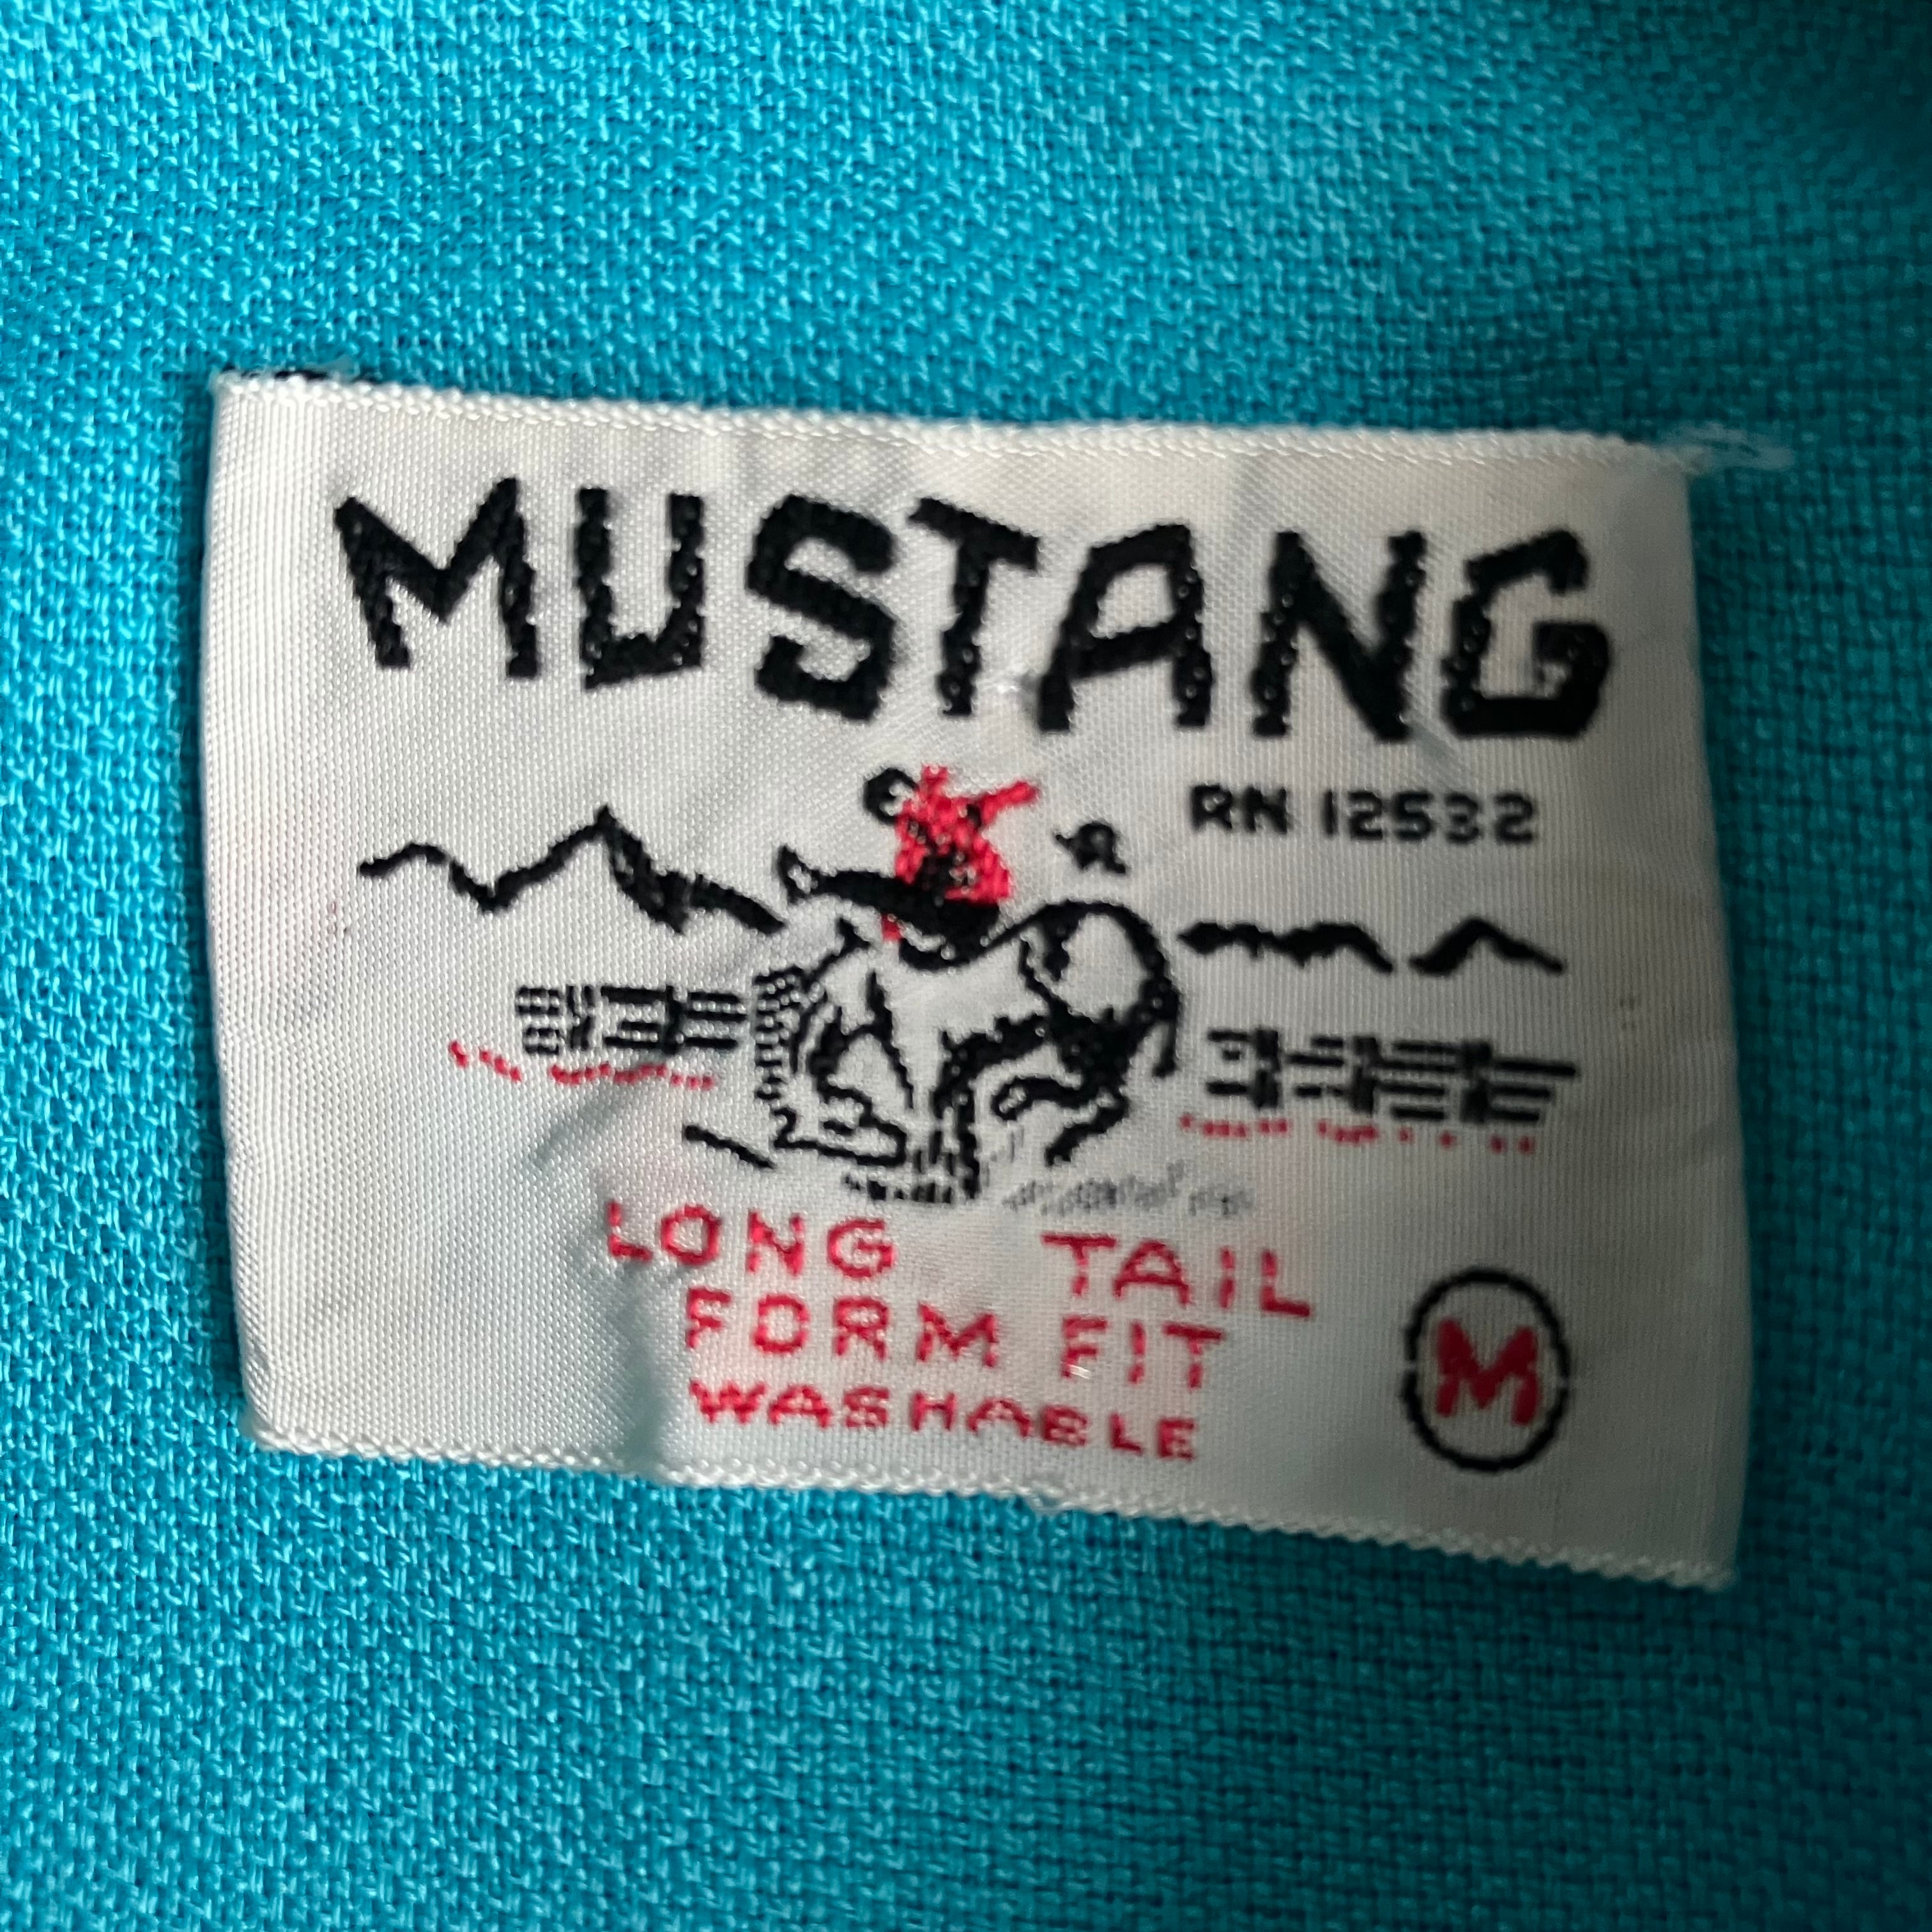 MUSTANG
RN 12532
LONG TAIL
FORM FIT
WASHABLE
M